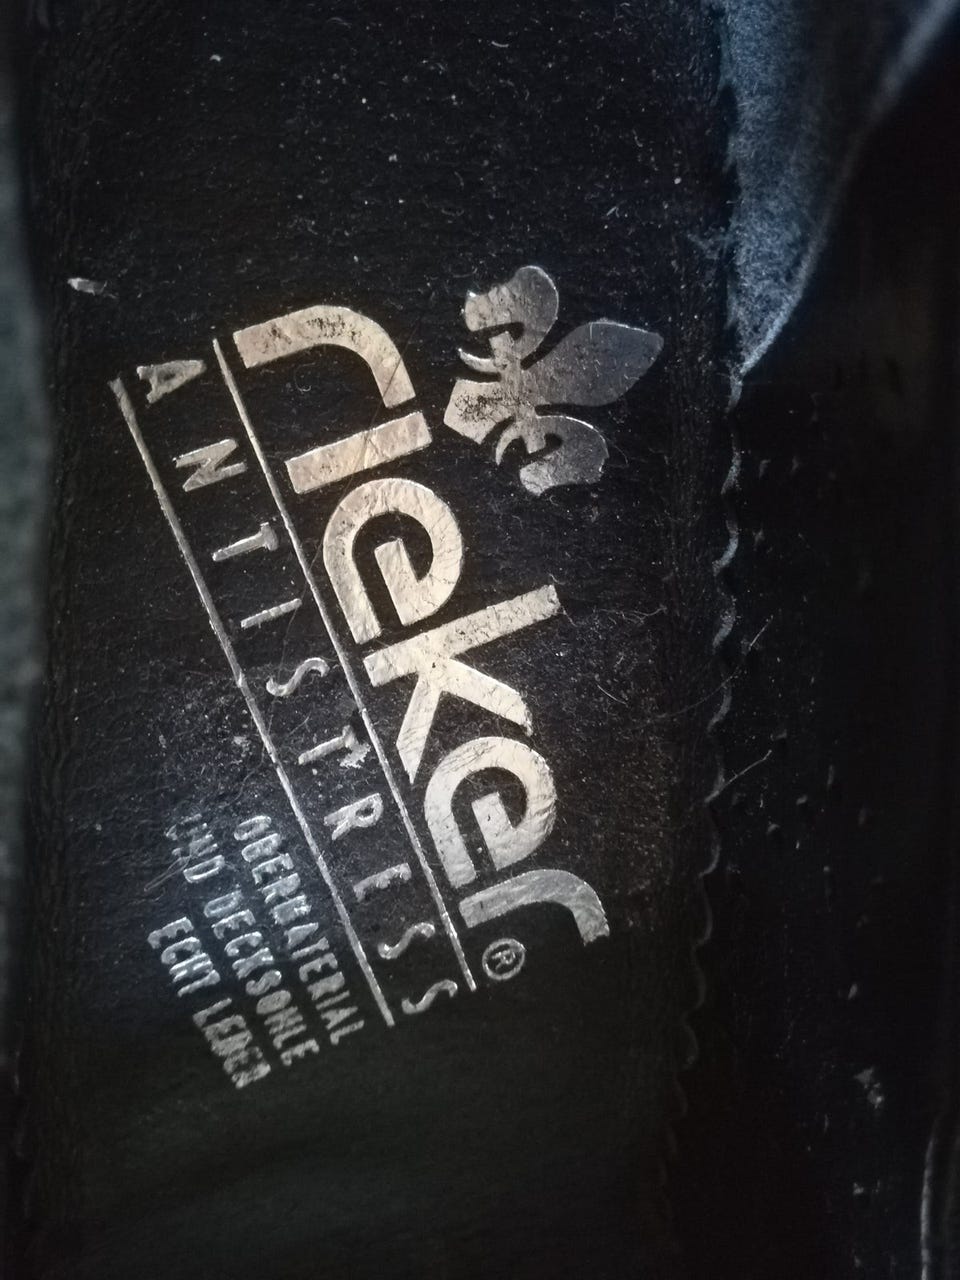 rieker®
ANTISTRESS
OBERMATERIAL
UND DECKSOHLE
ECHT LEDER